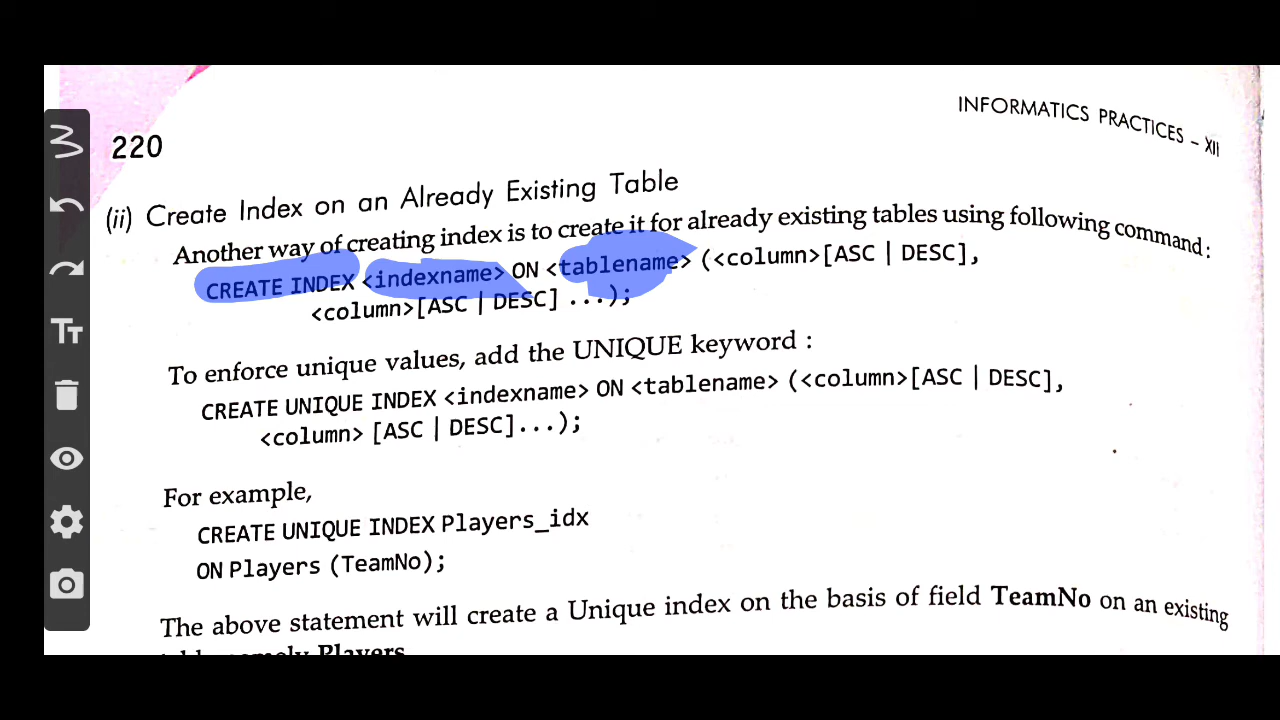 INFORMATICS PRACTICES – XII
220
(ii) Create Index on an Already Existing Table
Another way of creating index is to create it for already existing tables using following command :
CREATE INDEX <indexname> ON <tablename> (<column>[ASC | DESC],
<column>[ASC | DESC] ...);
To enforce unique values, add the UNIQUE keyword :
CREATE UNIQUE INDEX <indexname> ON <tablename> (<column>[ASC | DESC],
<column> [ASC | DESC]...);
For example,
CREATE UNIQUE INDEX Players_idx
ON Players (TeamNo);
The above statement will create a Unique index on the basis of field TeamNo on an existing
namely Players